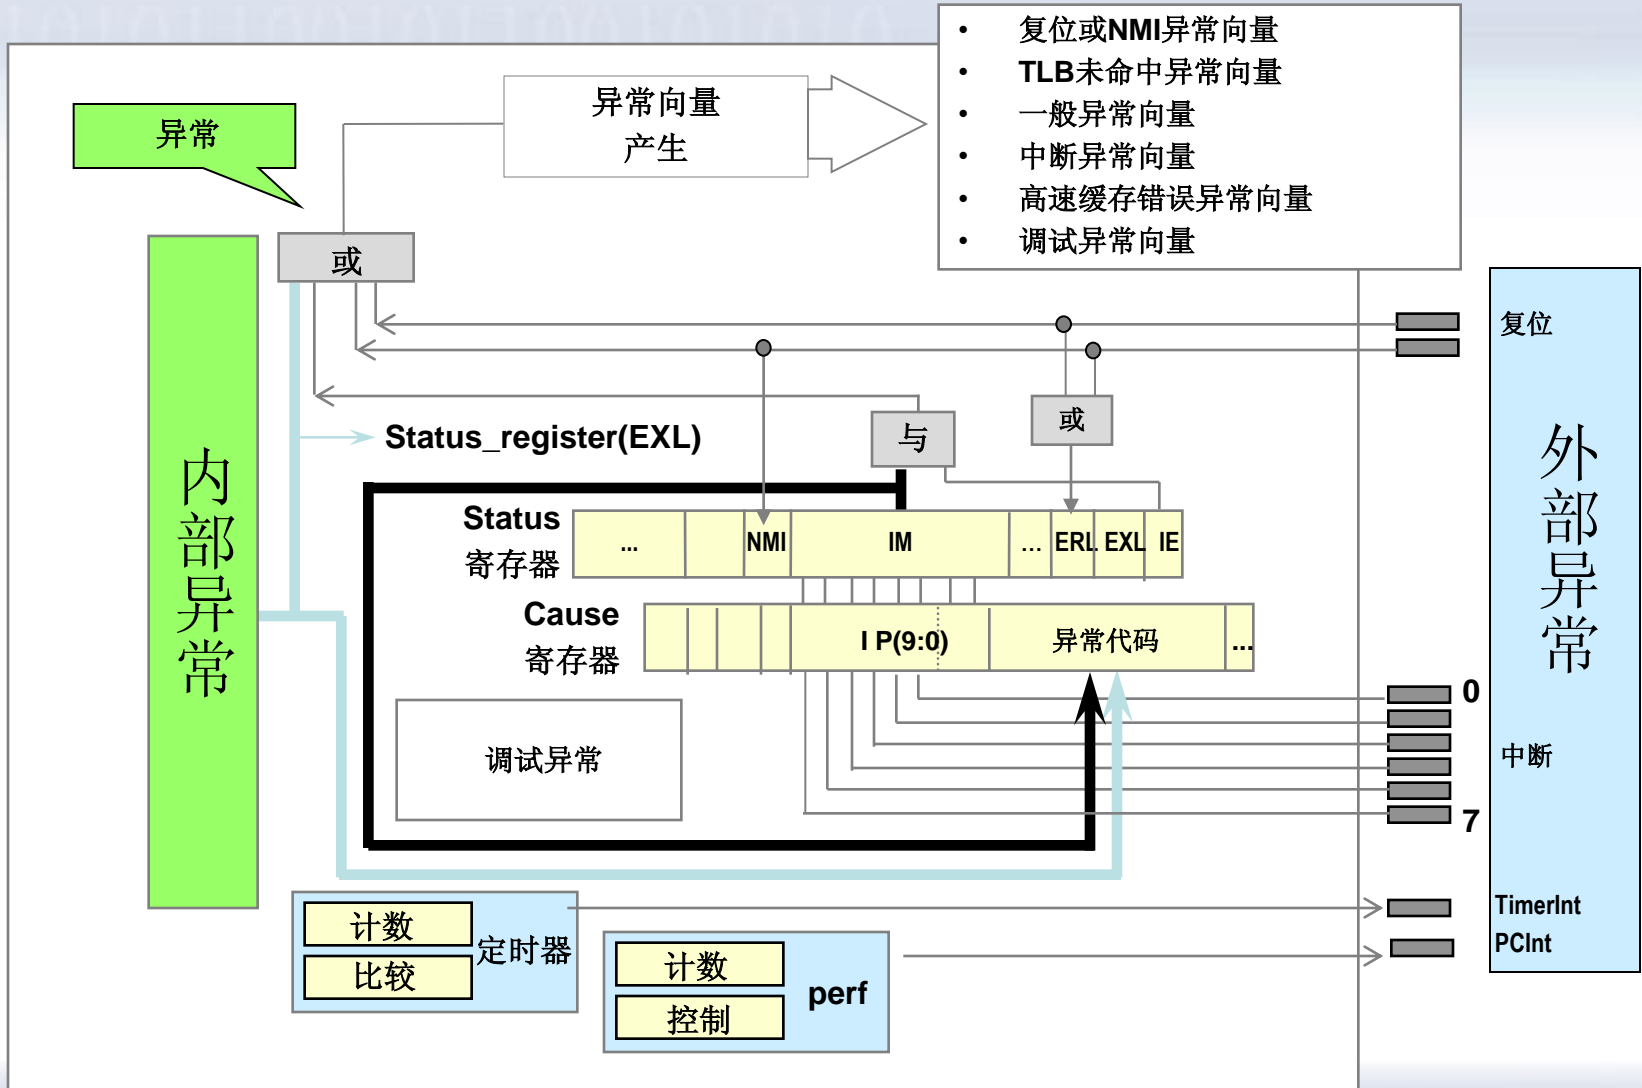 • 复位或NMI异常向量
• TLB未命中异常向量
• 一般异常向量
• 中断异常向量
• 高速缓存错误异常向量
• 调试异常向量
异常向量
产生
异常
或
内部异常
复位
外部异常
中断
TimerInt
PCInt
或
与
Status_register(EXL)
Status
寄存器
...
NMI
IM
...
ERL
EXL
IE
Cause
寄存器
I P(9:0)
异常代码
...
0
7
调试异常
计数
比较
定时器
计数
控制
perf